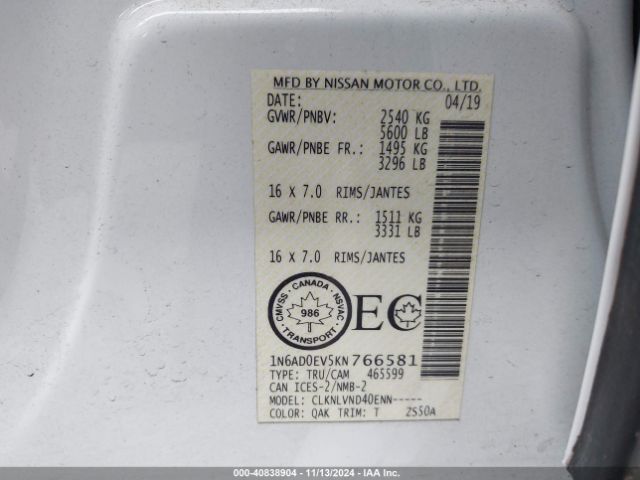 MFD BY NISSAN MOTOR CO., LTD.
DATE: 04/19
GVWR/PNBV: 2540 KG
5600 LB
GAWR/PNBE FR.: 1495 KG
3296 LB
16 X 7.0 RIMS/JANTES
GAWR/PNBE RR.: 1511 KG
3331 LB
16 X 7.0 RIMS/JANTES
CMVSS - CANADA - NSVAC
986
TRANSPORT
EC
1N6AD0EV5KN766581
TYPE: TRU/CAM 465599
CAN ICES-2/NMB-2
MODEL: CLKNLVND40ENN-----
COLOR: QAK TRIM: T 2S50A
000-40838904 | 11/13/2024 | IAA Inc.